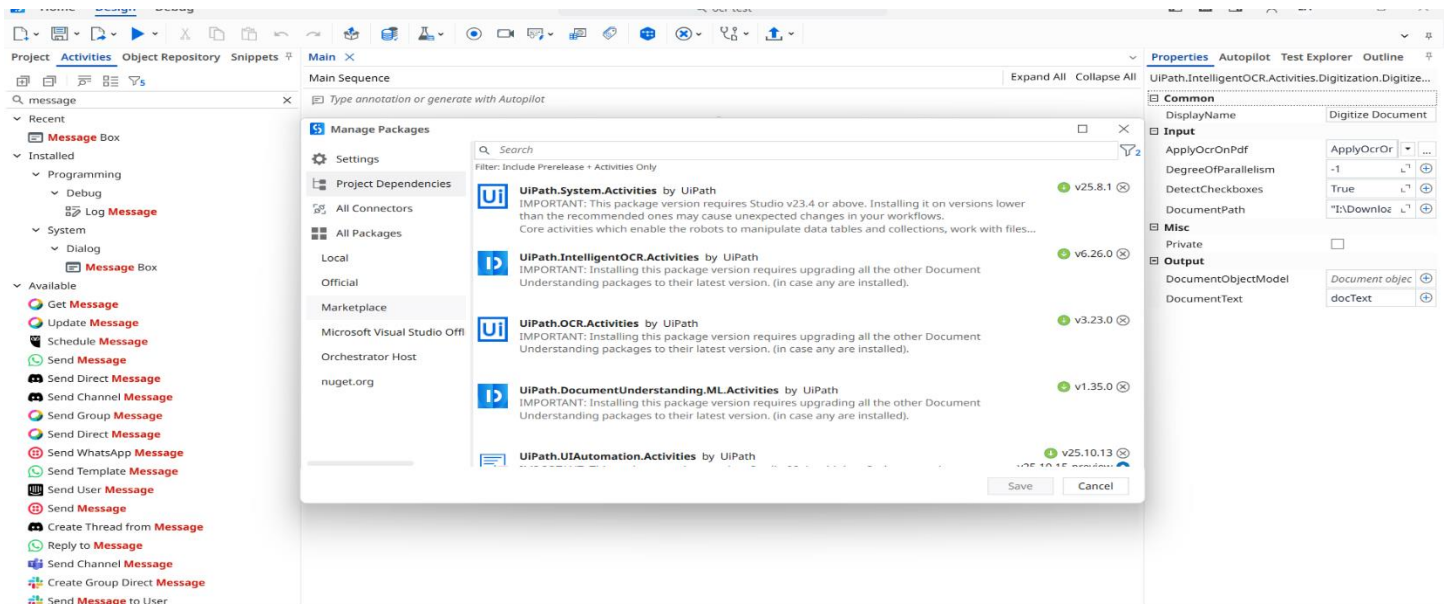 Home Design Debug
ocr test
Project Activities Object Repository Snippets
Main
Properties Autopilot Test Explorer Outline
5
Main Sequence
Expand All Collapse All
UiPath.IntelligentOCR.Activities.Digitization.Digitize...
message
Type annotation or generate with Autopilot
Recent
Message Box
Installed
Programming
Debug
Log Message
System
Dialog
Message Box
Available
Get Message
Update Message
Schedule Message
Send Message
Send Direct Message
Send Channel Message
Send Group Message
Send Direct Message
Send WhatsApp Message
Send Template Message
Send User Message
Send Message
Create Thread from Message
Reply to Message
Send Channel Message
Create Group Direct Message
Send Message to User
Manage Packages
Settings
Project Dependencies
All Connectors
All Packages
Local
Official
Marketplace
Microsoft Visual Studio Offl
Orchestrator Host
nuget.org
Search
2
Filter: Include Prerelease + Activities Only
UiPath.System.Activities by UiPath
v25.8.1
IMPORTANT: This package version requires Studio v23.4 or above. Installing it on versions lower
than the recommended ones may cause unexpected changes in your workflows.
Core activities which enable the robots to manipulate data tables and collections, work with files...
UiPath.IntelligentOCR.Activities by UiPath
v6.26.0
IMPORTANT: Installing this package version requires upgrading all the other Document
Understanding packages to their latest version. (in case any are installed).
UiPath.OCR.Activities by UiPath
v3.23.0
IMPORTANT: Installing this package version requires upgrading all the other Document
Understanding packages to their latest version. (in case any are installed).
UiPath.DocumentUnderstanding.ML.Activities by UiPath
v1.35.0
IMPORTANT: Installing this package version requires upgrading all the other Document
Understanding packages to their latest version. (in case any are installed).
UiPath.UIAutomation.Activities by UiPath
v25.10.13
v25.10.15-preview
Save Cancel
Common
DisplayName Digitize Document
Input
ApplyOcrOnPdf ApplyOcrOr ...
DegreeOfParallelism -1
DetectCheckboxes True
DocumentPath "I:\Downloa
Misc
Private
Output
DocumentObjectModel Document objec
DocumentText docText